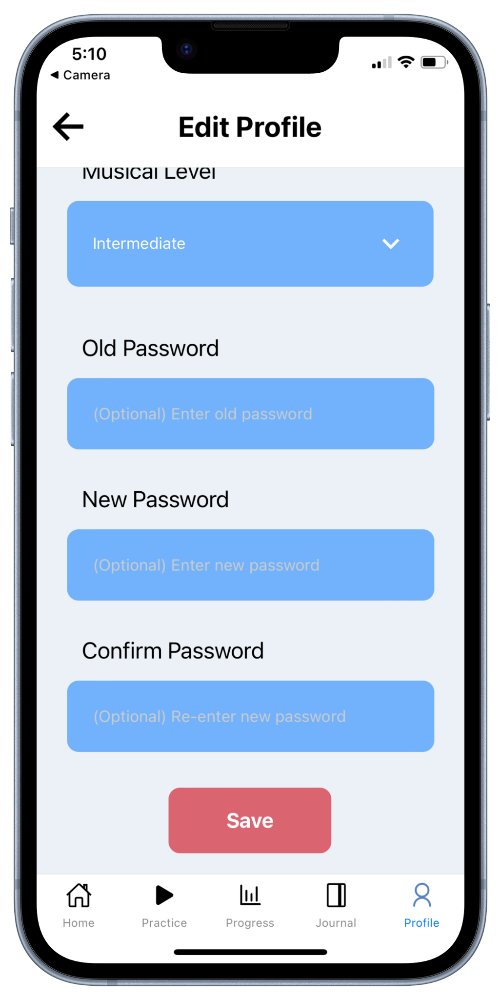 5:10
◀ Camera
Edit Profile
Musical Level
Intermediate
Old Password
(Optional) Enter old password
New Password
(Optional) Enter new password
Confirm Password
(Optional) Re-enter new password
Save
Home Practice Progress Journal Profile